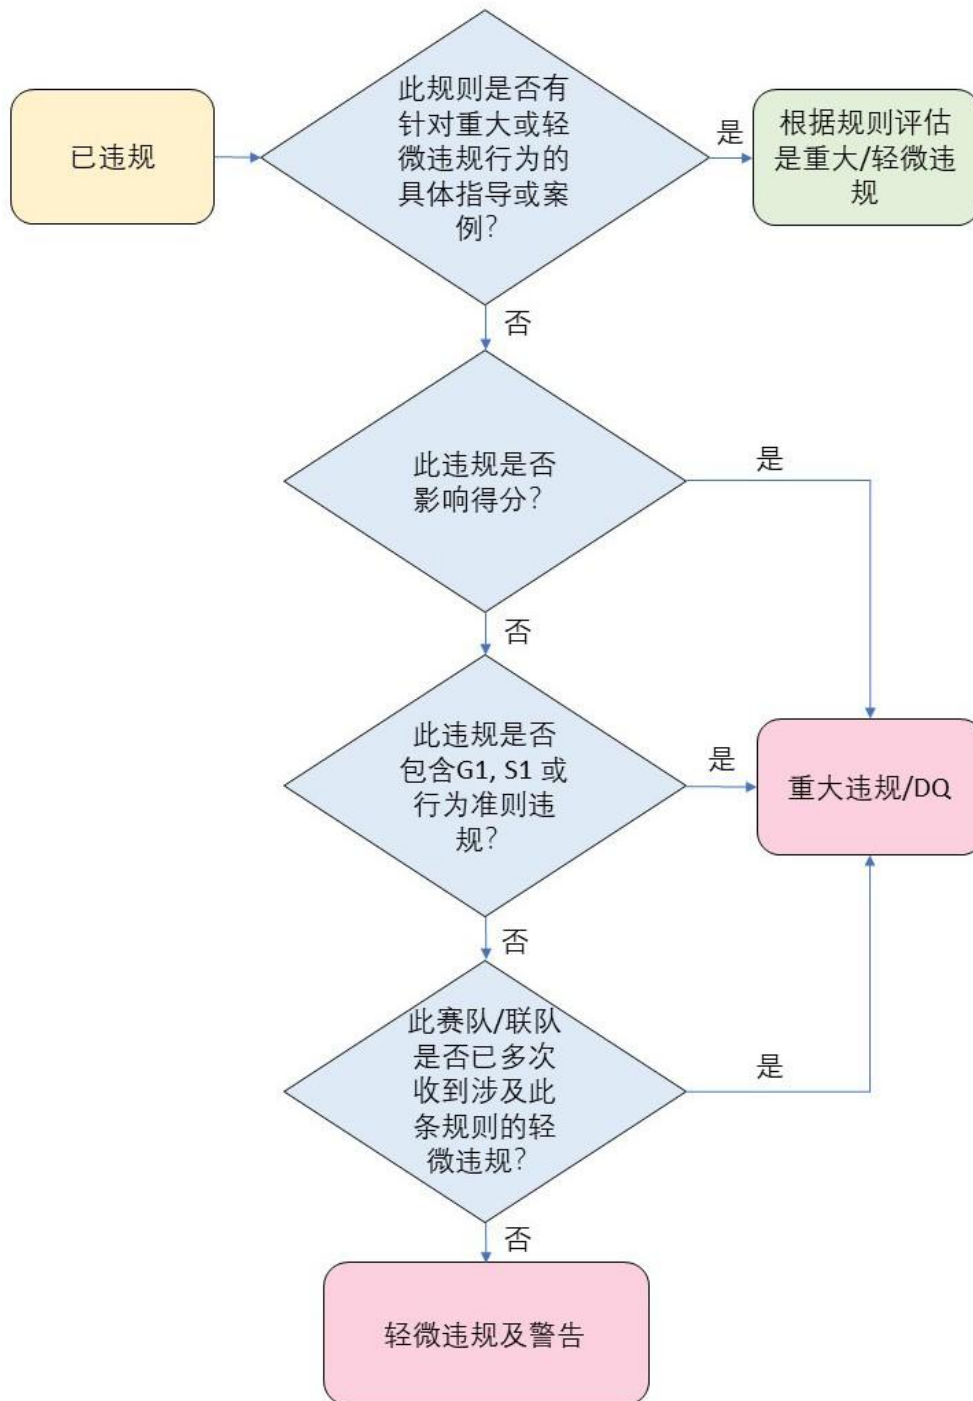 已违规
此规则是否有
针对重大或轻
微违规行为的
具体指导或案
例？
是
根据规则评估
是重大/轻微违
规
否
此违规是否
影响得分？
是
否
此违规是否
包含G1, S1 或
行为准则违
规？
是
重大违规/DQ
否
此赛队/联队
是否已多次
收到涉及此
条规则的轻
微违规？
是
否
轻微违规及警告